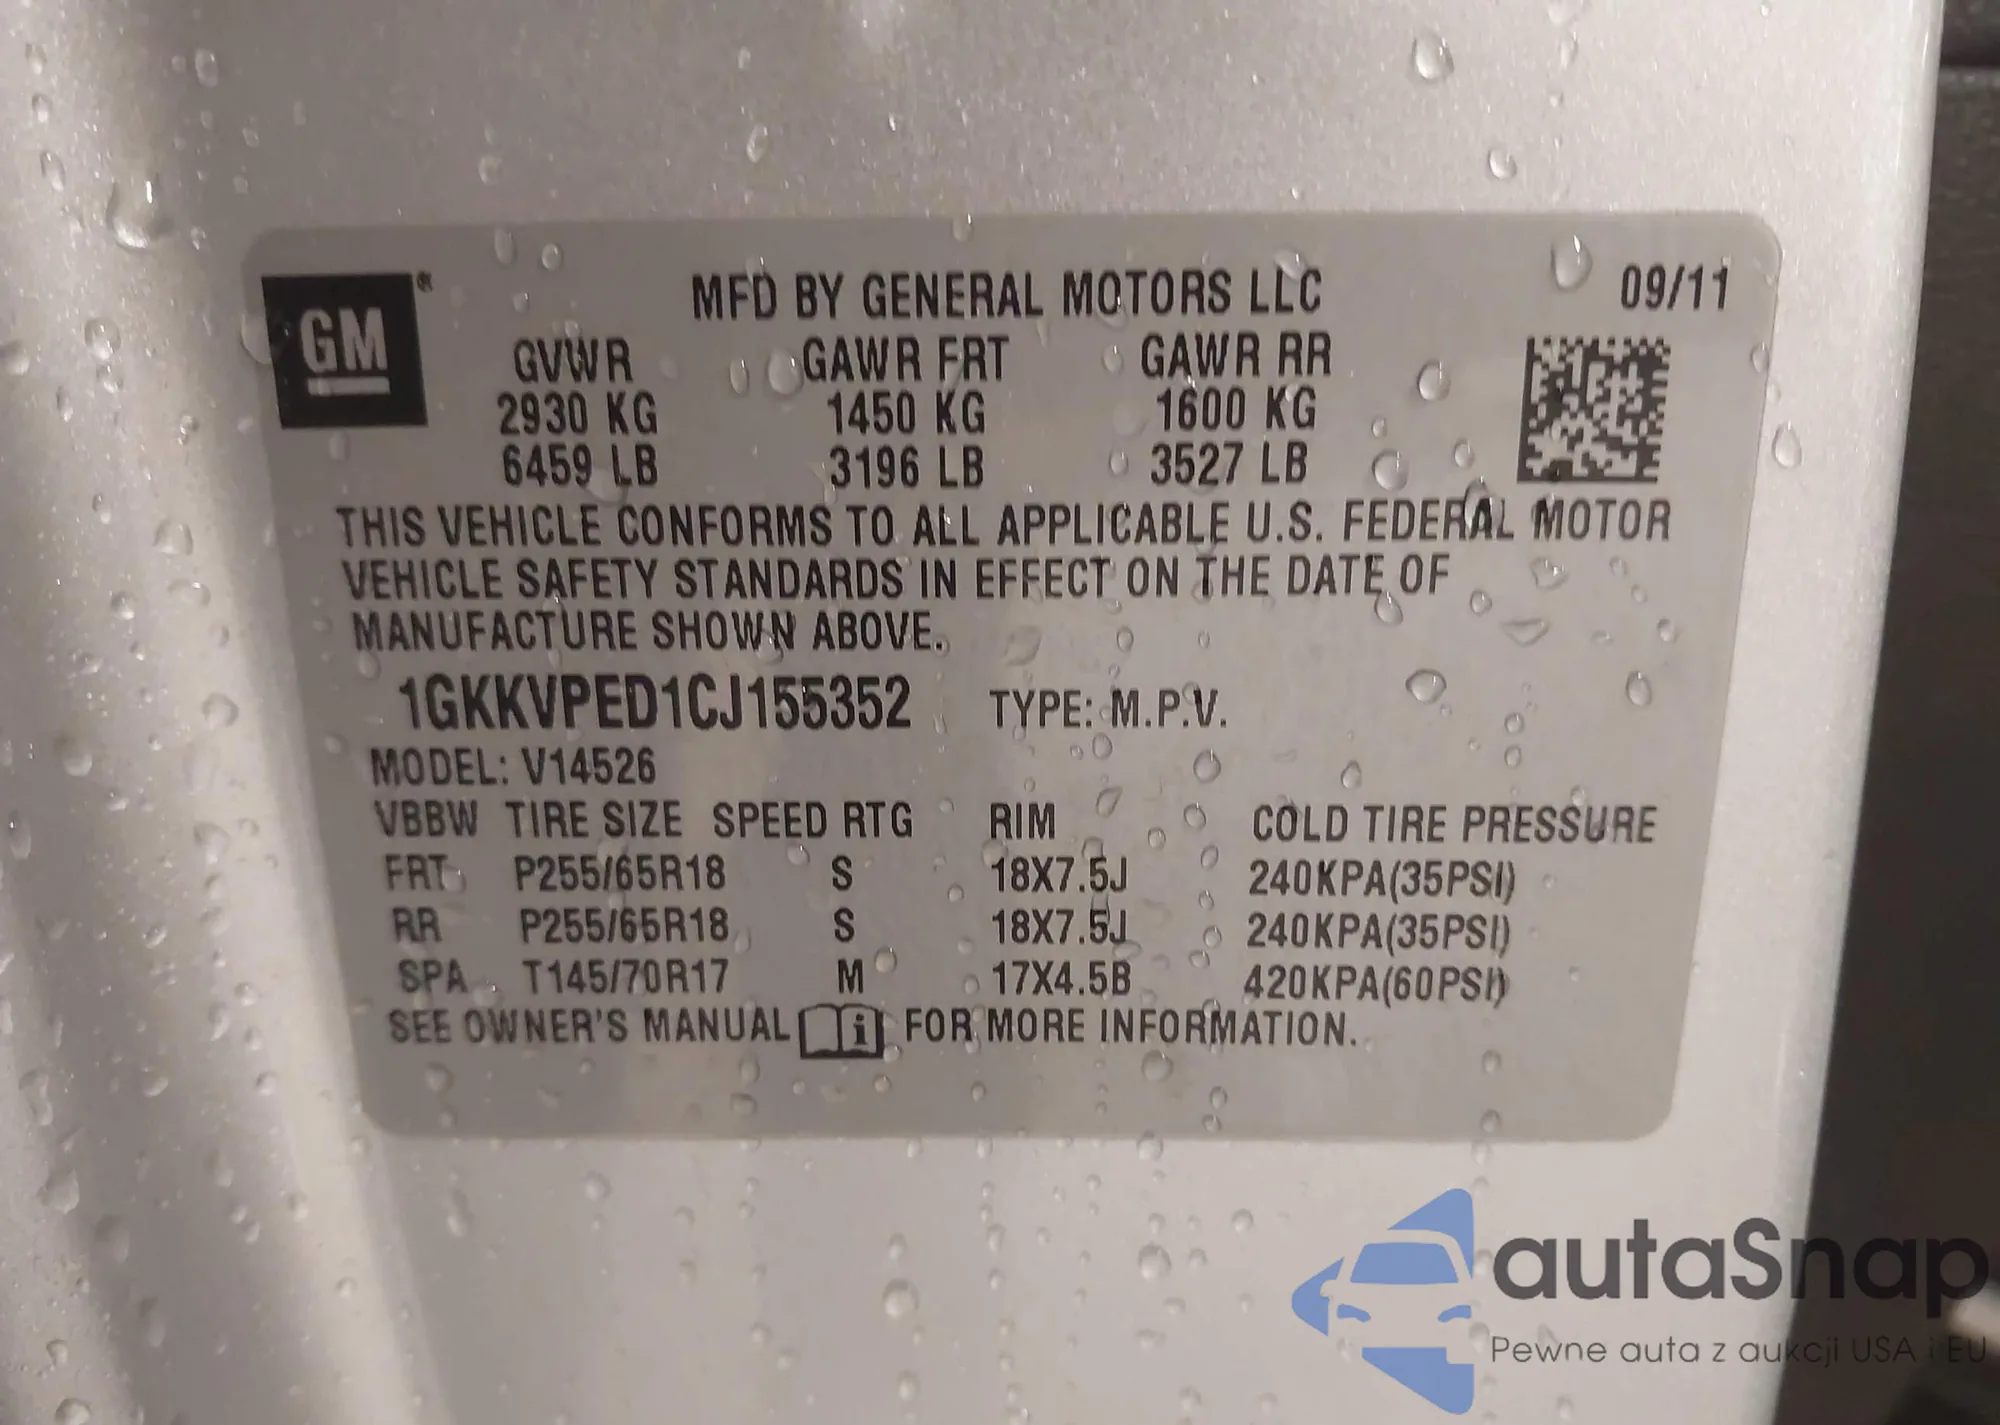 GM®
MFD BY GENERAL MOTORS LLC 09/11
GVWR GAWR FRT GAWR RR
2930 KG 1450 KG 1600 KG
6459 LB 3196 LB 3527 LB
THIS VEHICLE CONFORMS TO ALL APPLICABLE U.S. FEDERAL MOTOR
VEHICLE SAFETY STANDARDS IN EFFECT ON THE DATE OF
MANUFACTURE SHOWN ABOVE.
1GKKVPED1CJ155352 TYPE: M.P.V.
MODEL: V14526
VBBW TIRE SIZE SPEED RTG RIM COLD TIRE PRESSURE
FRT P255/65R18 S 18X7.5J 240KPA(35PSI)
RR P255/65R18 S 18X7.5J 240KPA(35PSI)
SPA T145/70R17 M 17X4.5B 420KPA(60PSI)
SEE OWNER'S MANUAL i FOR MORE INFORMATION.
autaSnap
Pewne auta z aukcji USA i EU